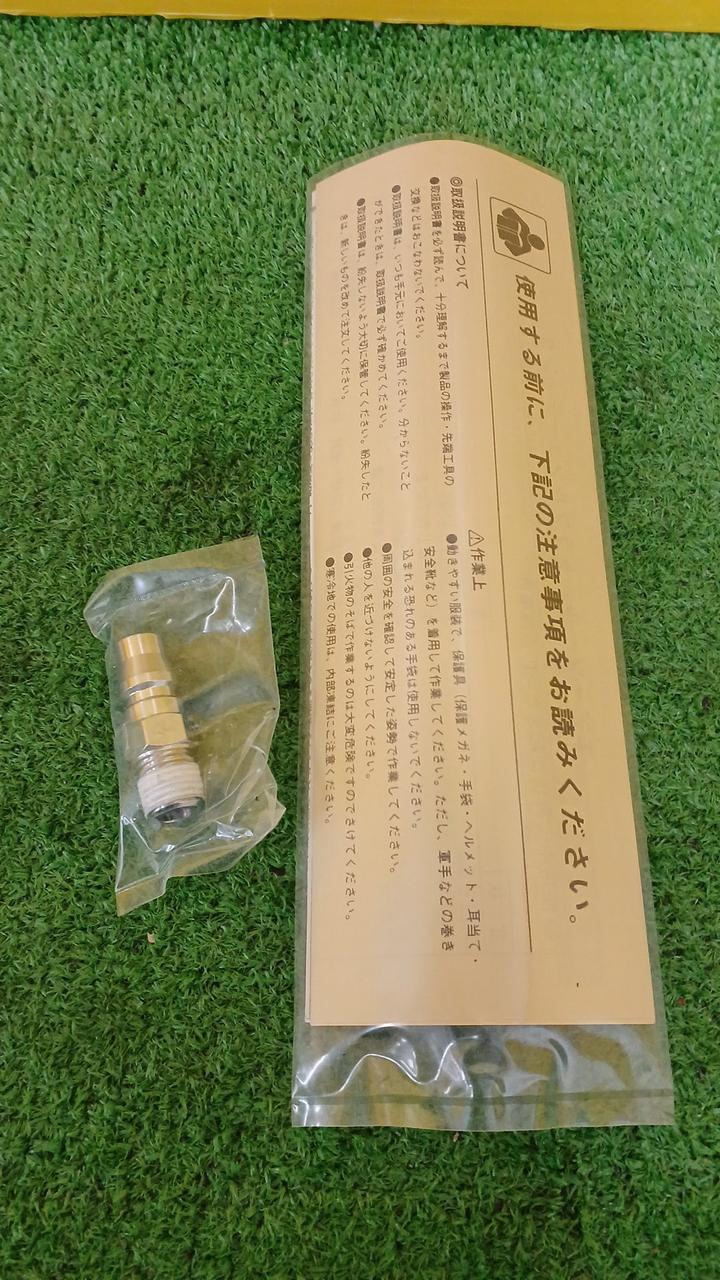 使用する前に、下記の注意事項をお読みください。
◎取扱説明書について
●取扱説明書を必ず読んで、十分理解するまで製品の操作・先端工具の
交換などはおこなわないでください。
●取扱説明書は、いつも手元においてご使用ください。分からないこと
ができたときは、取扱説明書で必ず確かめてください。
●取扱説明書は、紛失しないよう大切に保管してください。紛失したと
きは、新しいものを改めて注文してください。
⚠作業上
●動きやすい服装で、保護具（保護メガネ・手袋・ヘルメット・耳当て・
安全靴など）を着用して作業してください。ただし、軍手などの巻き
込まれる恐れのある手袋は使用しないでください。
●周囲の安全を確認して安定した姿勢で作業してください。
●他の人を近づけないようにしてください。
●引火物のそばで作業するのは大変危険ですのでさけてください。
●寒冷地での使用は、内部凍結にご注意ください。